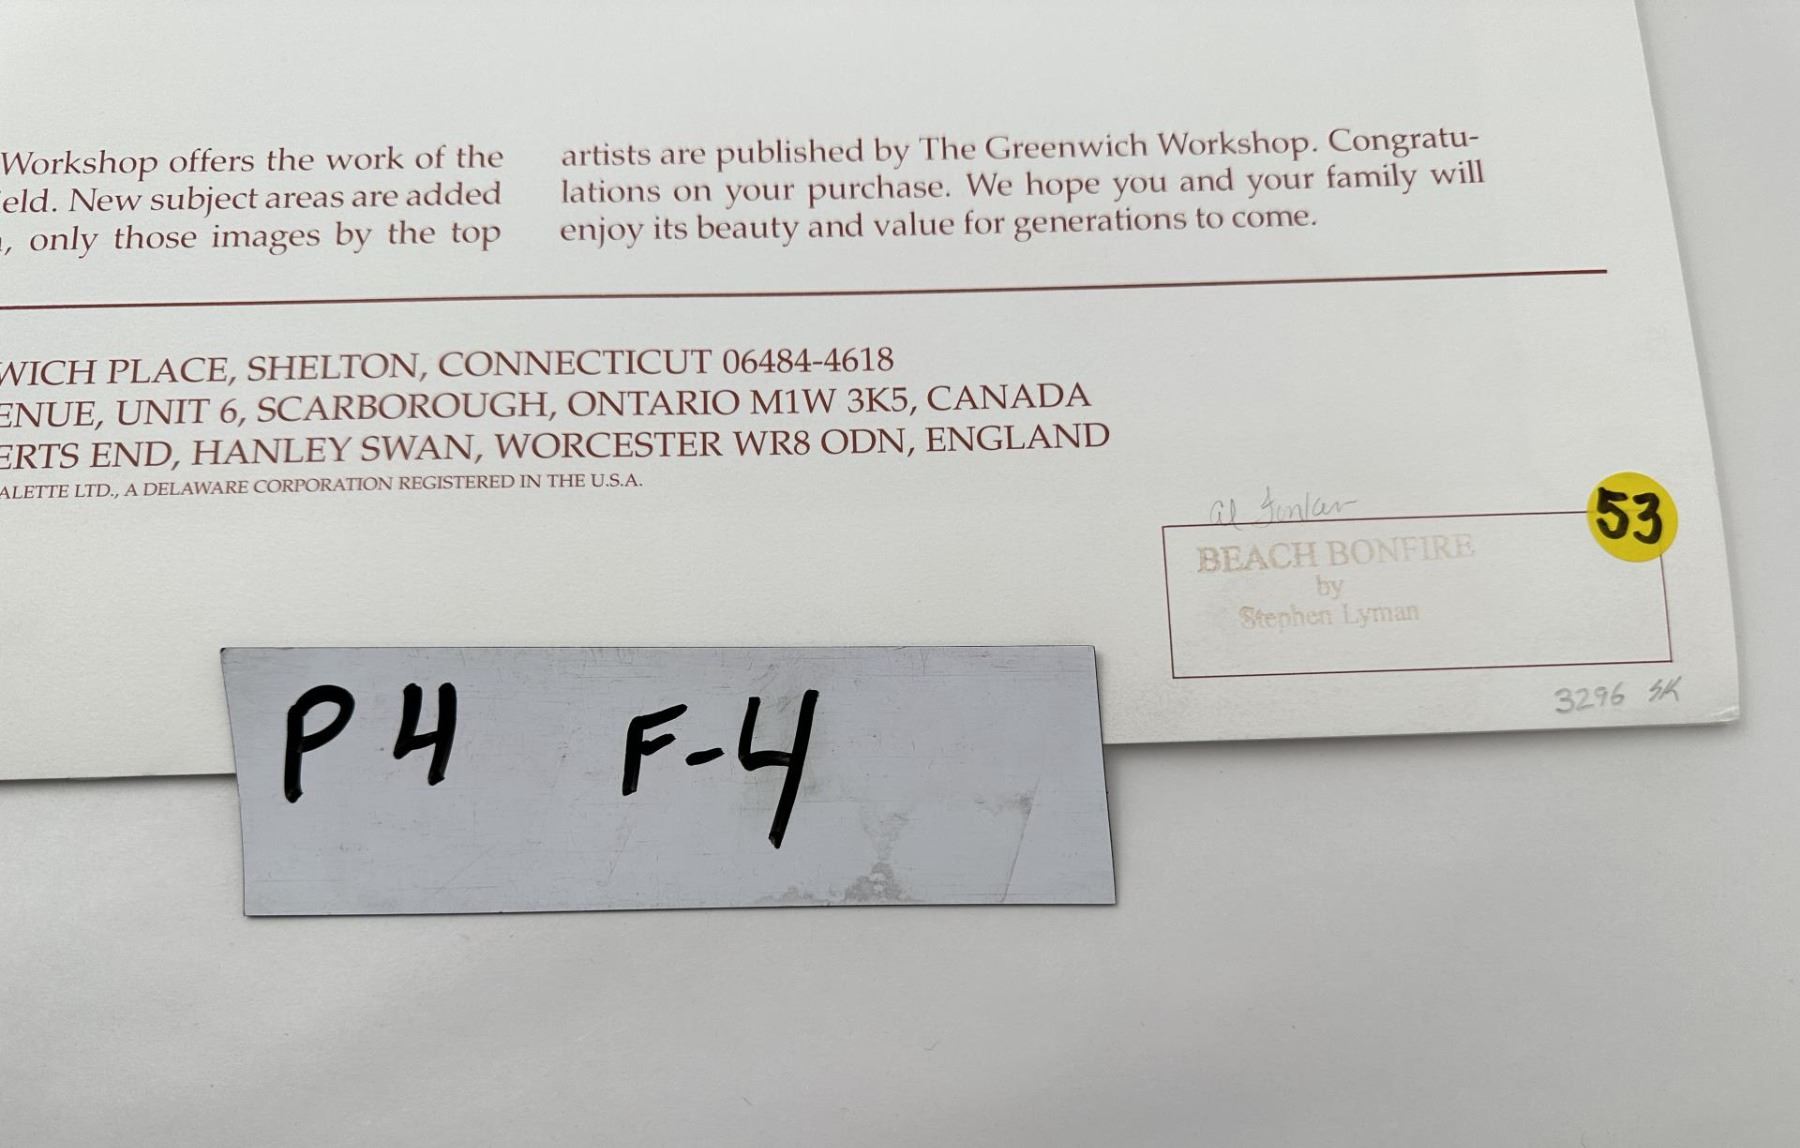 Workshop offers the work of the
eld. New subject areas are added
, only those images by the top
artists are published by The Greenwich Workshop. Congratu-
lations on your purchase. We hope you and your family will
enjoy its beauty and value for generations to come.
WICH PLACE, SHELTON, CONNECTICUT 06484-4618
ENUE, UNIT 6, SCARBOROUGH, ONTARIO M1W 3K5, CANADA
ERTS END, HANLEY SWAN, WORCESTER WR8 ODN, ENGLAND
ALETTE LTD., A DELAWARE CORPORATION REGISTERED IN THE U.S.A.
al
53
BEACH BONFIRE
by
Stephen Lyman
3296 SK
P4 F-4